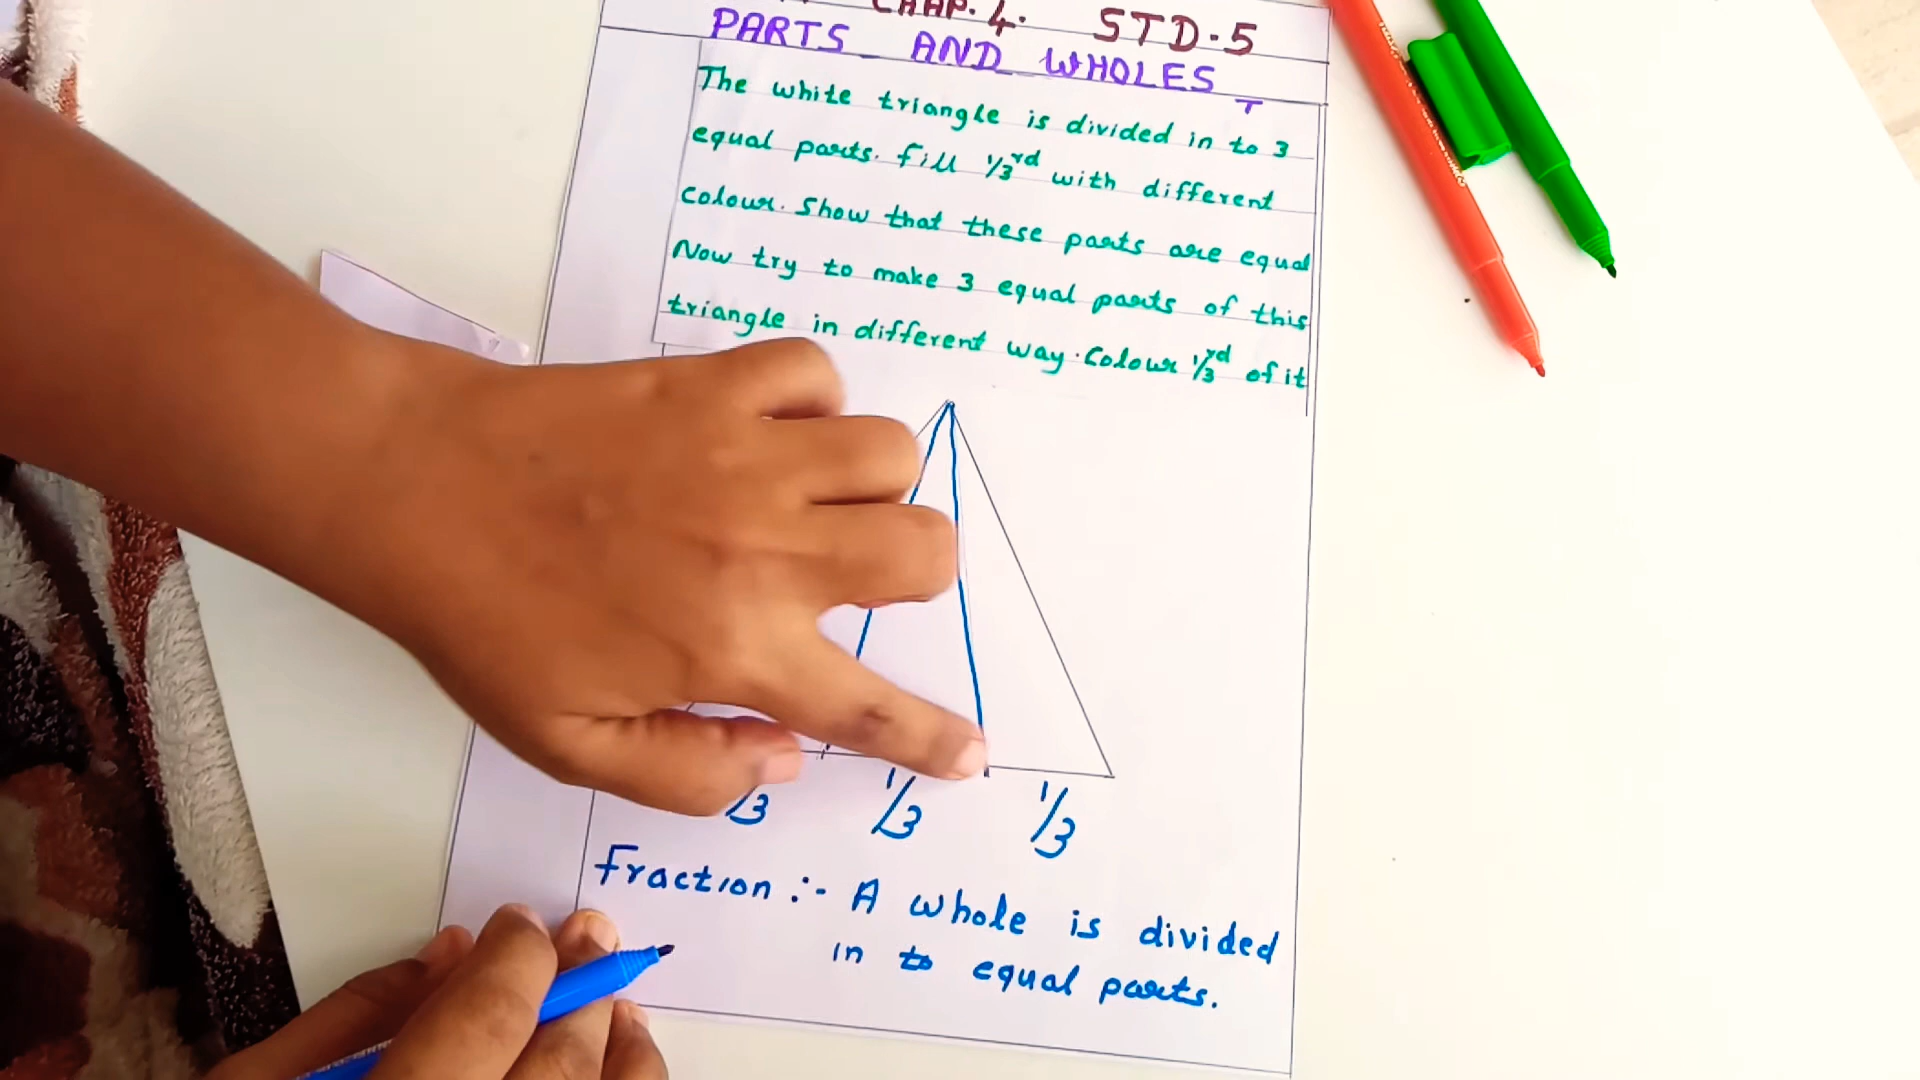 CHAP. 4. STD. 5
PARTS AND WHOLES
The white triangle is divided in to 3
equal parts. fill 1/3rd with different
colour. Show that these parts are equal
Now try to make 3 equal parts of this
triangle in different way. Colour 1/3rd of it
1/3 1/3
Fraction :- A whole is divided
in to equal parts.